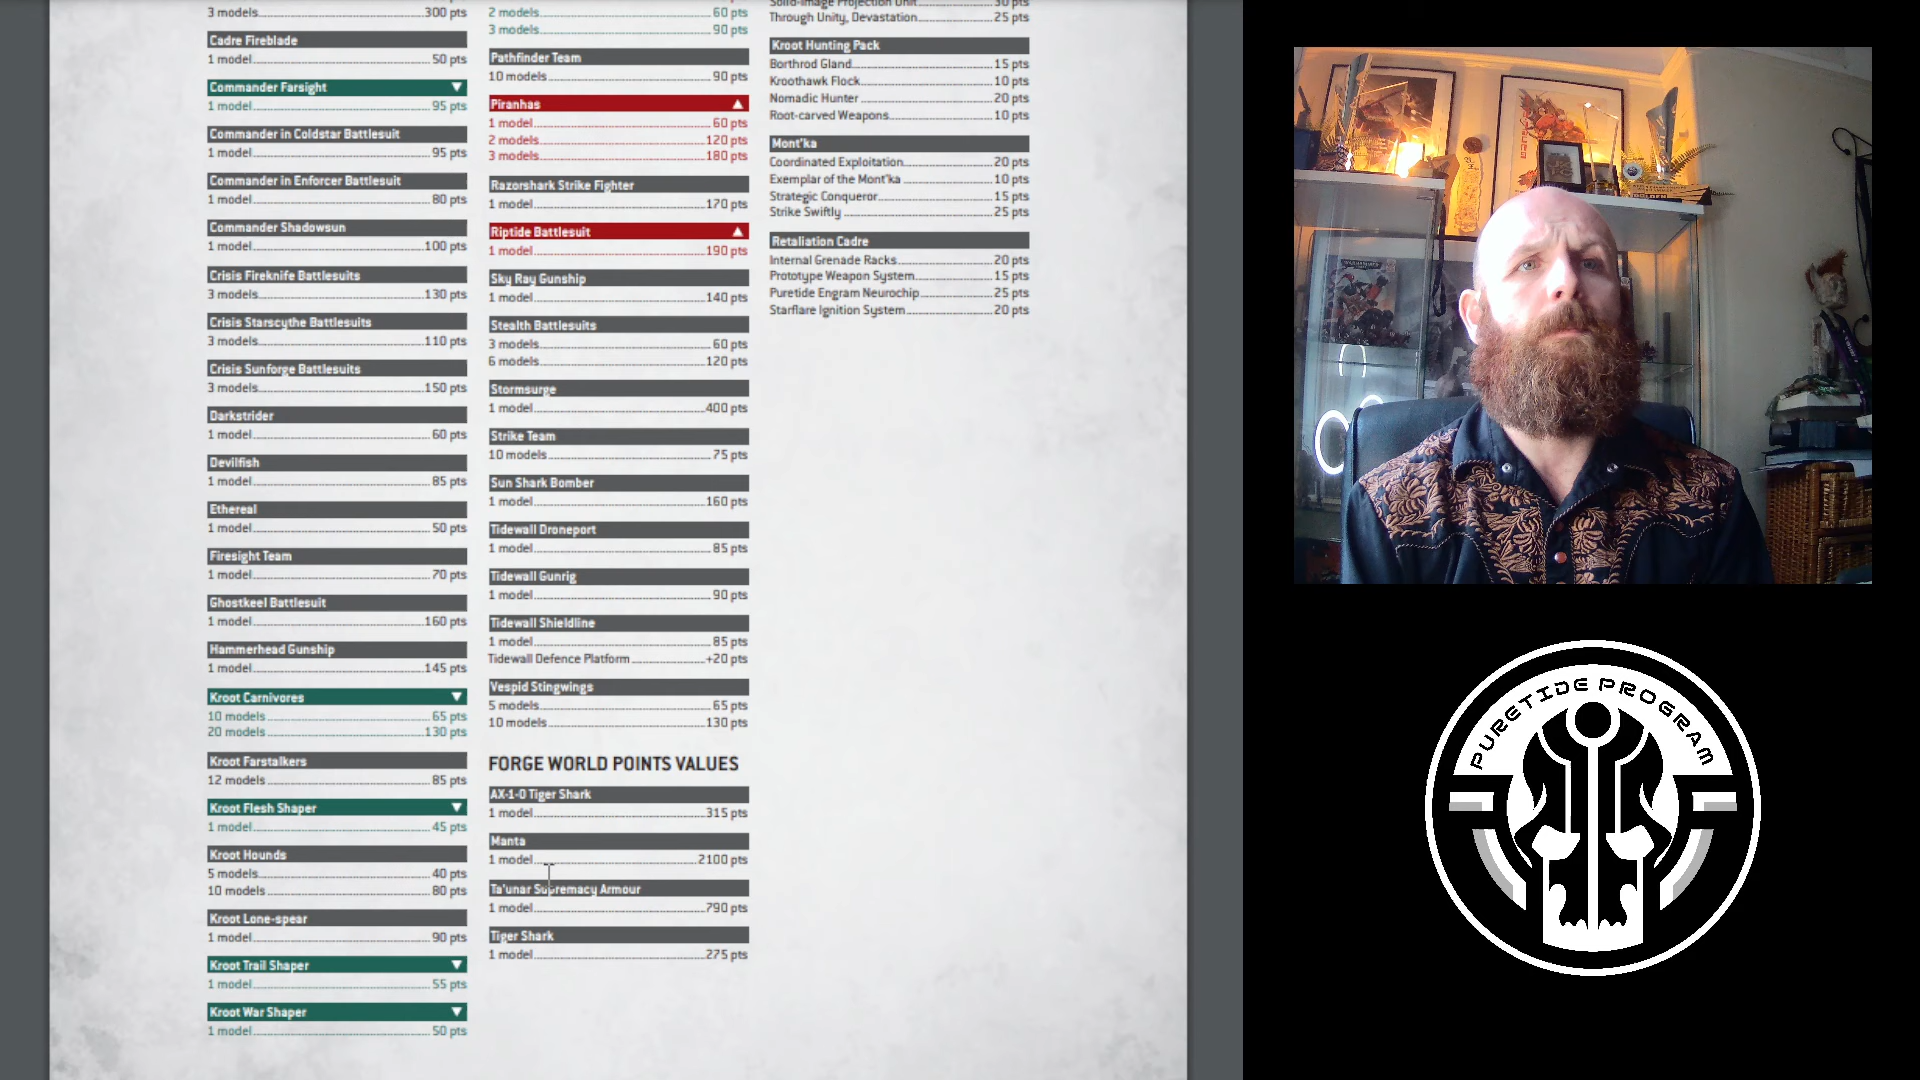 3 models 300 pts
Cadre Fireblade
1 model 50 pts
Commander Farsight
1 model 95 pts
Commander in Coldstar Battlesuit
1 model 95 pts
Commander in Enforcer Battlesuit
1 model 80 pts
Commander Shadowsun
1 model 100 pts
Crisis Fireknife Battlesuits
3 models 130 pts
Crisis Starscythe Battlesuits
3 models 110 pts
Crisis Sunforge Battlesuits
3 models 150 pts
Darkstrider
1 model 60 pts
Devilfish
1 model 85 pts
Ethereal
1 model 50 pts
Firesight Team
1 model 70 pts
Ghostkeel Battlesuit
1 model 160 pts
Hammerhead Gunship
1 model 145 pts
Kroot Carnivores
10 models 65 pts
20 models 130 pts
Kroot Farstalkers
12 models 85 pts
Kroot Flesh Shaper
1 model 45 pts
Kroot Hounds
5 models 40 pts
10 models 80 pts
Kroot Lone-spear
1 model 90 pts
Kroot Trail Shaper
1 model 55 pts
Kroot War Shaper
1 model 50 pts
2 models 60 pts
3 models 90 pts
Pathfinder Team
10 models 90 pts
Piranhas
1 model 60 pts
2 models 120 pts
3 models 180 pts
Razorshark Strike Fighter
1 model 170 pts
Riptide Battlesuit
1 model 190 pts
Sky Ray Gunship
1 model 140 pts
Stealth Battlesuits
3 models 60 pts
6 models 120 pts
Stormsurge
1 model 400 pts
Strike Team
10 models 75 pts
Sun Shark Bomber
1 model 160 pts
Tidewall Droneport
1 model 85 pts
Tidewall Gunrig
1 model 90 pts
Tidewall Shieldline
1 model 85 pts
Tidewall Defence Platform +20 pts
Vespid Stingwings
5 models 65 pts
10 models 130 pts
FORGE WORLD POINTS VALUES
AX-1-0 Tiger Shark
1 model 315 pts
Manta
1 model 2100 pts
Ta'unar Supremacy Armour
1 model 790 pts
Tiger Shark
1 model 275 pts
Solid-Image Projection Unit 30 pts
Through Unity, Devastation 25 pts
Kroot Hunting Pack
Borthrod Gland 15 pts
Kroothawk Flock 10 pts
Nomadic Hunter 20 pts
Root-carved Weapons 10 pts
Mont'ka
Coordinated Exploitation 20 pts
Exemplar of the Mont'ka 10 pts
Strategic Conqueror 15 pts
Strike Swiftly 25 pts
Retaliation Cadre
Internal Grenade Racks 20 pts
Prototype Weapon System 15 pts
Puretide Engram Neurochip 25 pts
Starflare Ignition System 20 pts
PURETIDE PROGRAM